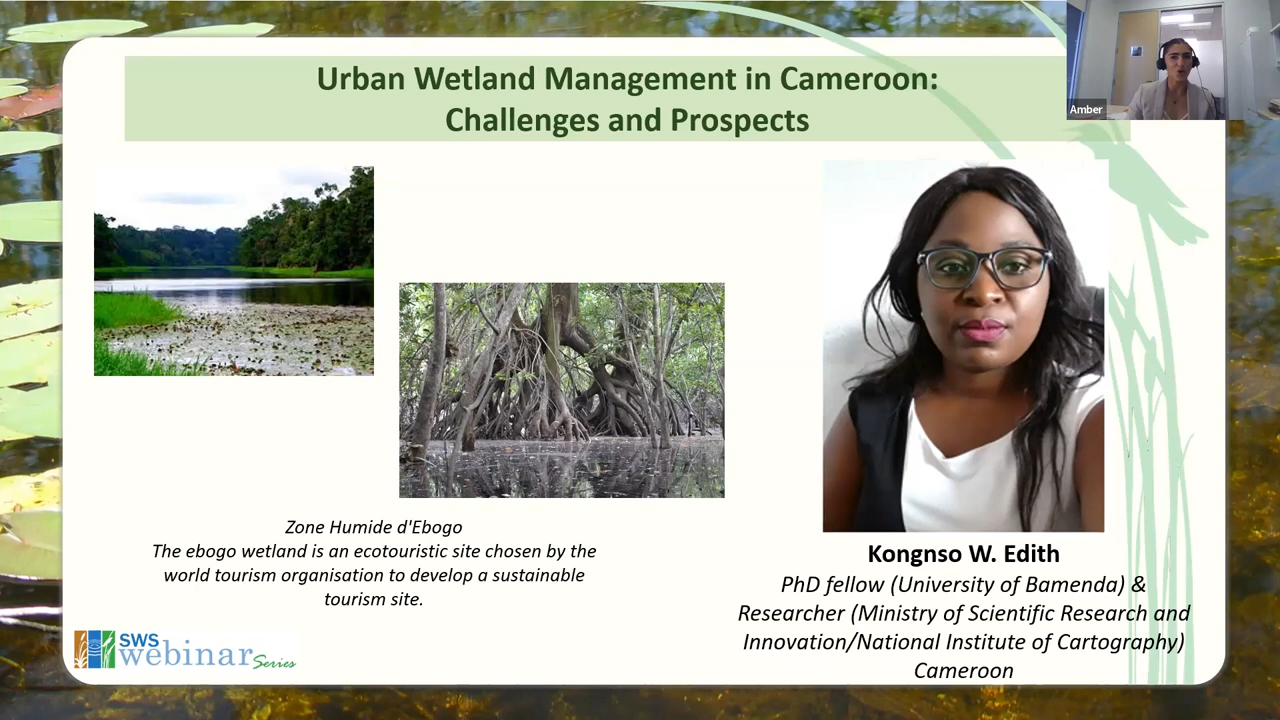 Urban Wetland Management in Cameroon:
Challenges and Prospects
Amber
Zone Humide d'Ebogo
The ebogo wetland is an ecotouristic site chosen by the
world tourism organisation to develop a sustainable
tourism site.
Kongnso W. Edith
PhD fellow (University of Bamenda) &
Researcher (Ministry of Scientific Research and
Innovation/National Institute of Cartography)
Cameroon
SWS
webinar Series